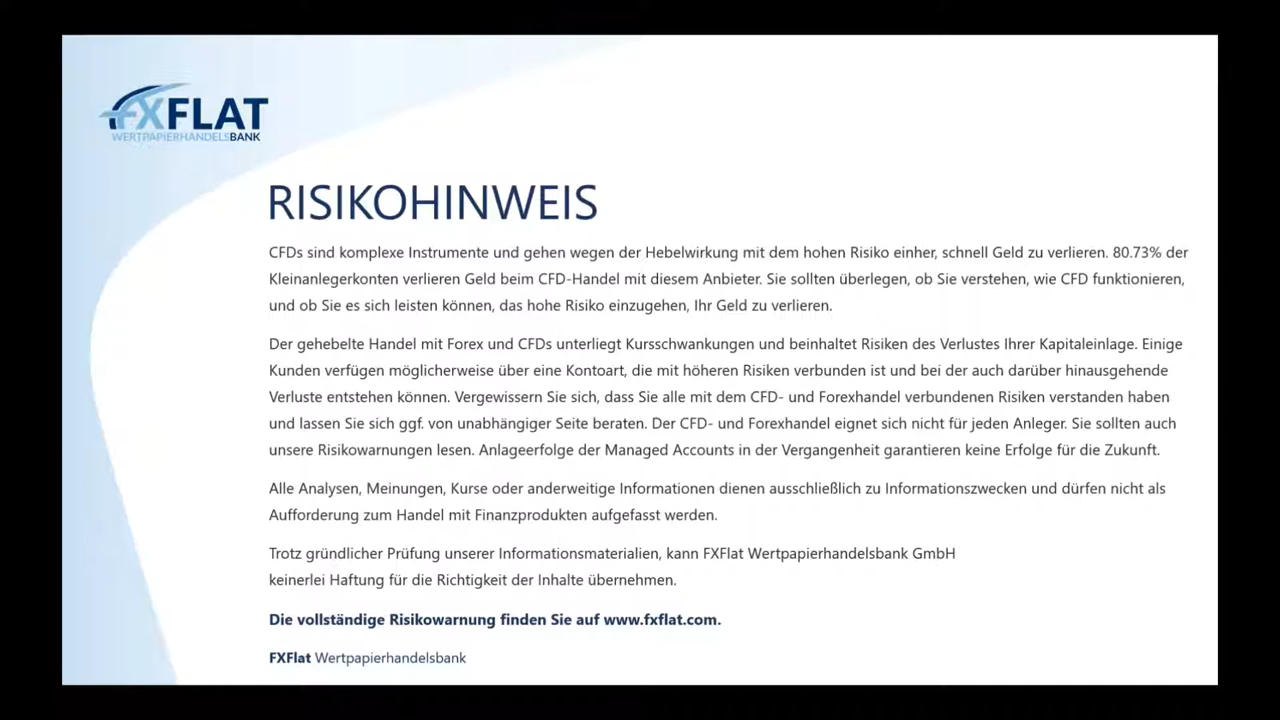 FXFLAT
WERTPAPIERHANDELSBANK
RISIKOHINWEIS
CFDs sind komplexe Instrumente und gehen wegen der Hebelwirkung mit dem hohen Risiko einher, schnell Geld zu verlieren. 80.73% der
Kleinanlegerkonten verlieren Geld beim CFD-Handel mit diesem Anbieter. Sie sollten überlegen, ob Sie verstehen, wie CFD funktionieren,
und ob Sie es sich leisten können, das hohe Risiko einzugehen, Ihr Geld zu verlieren.
Der gehebelte Handel mit Forex und CFDs unterliegt Kursschwankungen und beinhaltet Risiken des Verlustes Ihrer Kapitaleinlage. Einige
Kunden verfügen möglicherweise über eine Kontoart, die mit höheren Risiken verbunden ist und bei der auch darüber hinausgehende
Verluste entstehen können. Vergewissern Sie sich, dass Sie alle mit dem CFD- und Forexhandel verbundenen Risiken verstanden haben
und lassen Sie sich ggf. von unabhängiger Seite beraten. Der CFD- und Forexhandel eignet sich nicht für jeden Anleger. Sie sollten auch
unsere Risikowarnungen lesen. Anlageerfolge der Managed Accounts in der Vergangenheit garantieren keine Erfolge für die Zukunft.
Alle Analysen, Meinungen, Kurse oder anderweitige Informationen dienen ausschließlich zu Informationszwecken und dürfen nicht als
Aufforderung zum Handel mit Finanzprodukten aufgefasst werden.
Trotz gründlicher Prüfung unserer Informationsmaterialien, kann FXFlat Wertpapierhandelsbank GmbH
keinerlei Haftung für die Richtigkeit der Inhalte übernehmen.
Die vollständige Risikowarnung finden Sie auf www.fxflat.com.
FXFlat Wertpapierhandelsbank